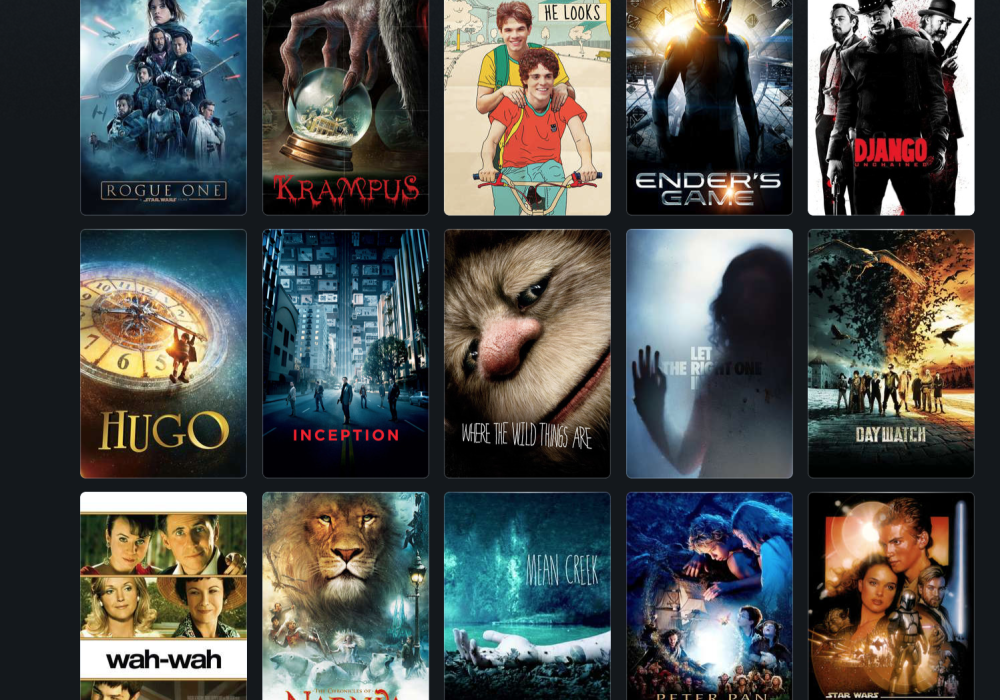 HE LOOKS
ROGUE ONE
A STAR WARS STORY
KRAMPUS
ENDER'S
GAME
DJANGO
UNCHAINED
HUGO
INCEPTION
WHERE THE WILD THINGS ARE
LET
THE RIGHT ONE
IN
DAY WATCH
wah-wah
THE CHRONICLES OF
NARNIA
MEAN CREEK
PETER PAN
STAR WARS